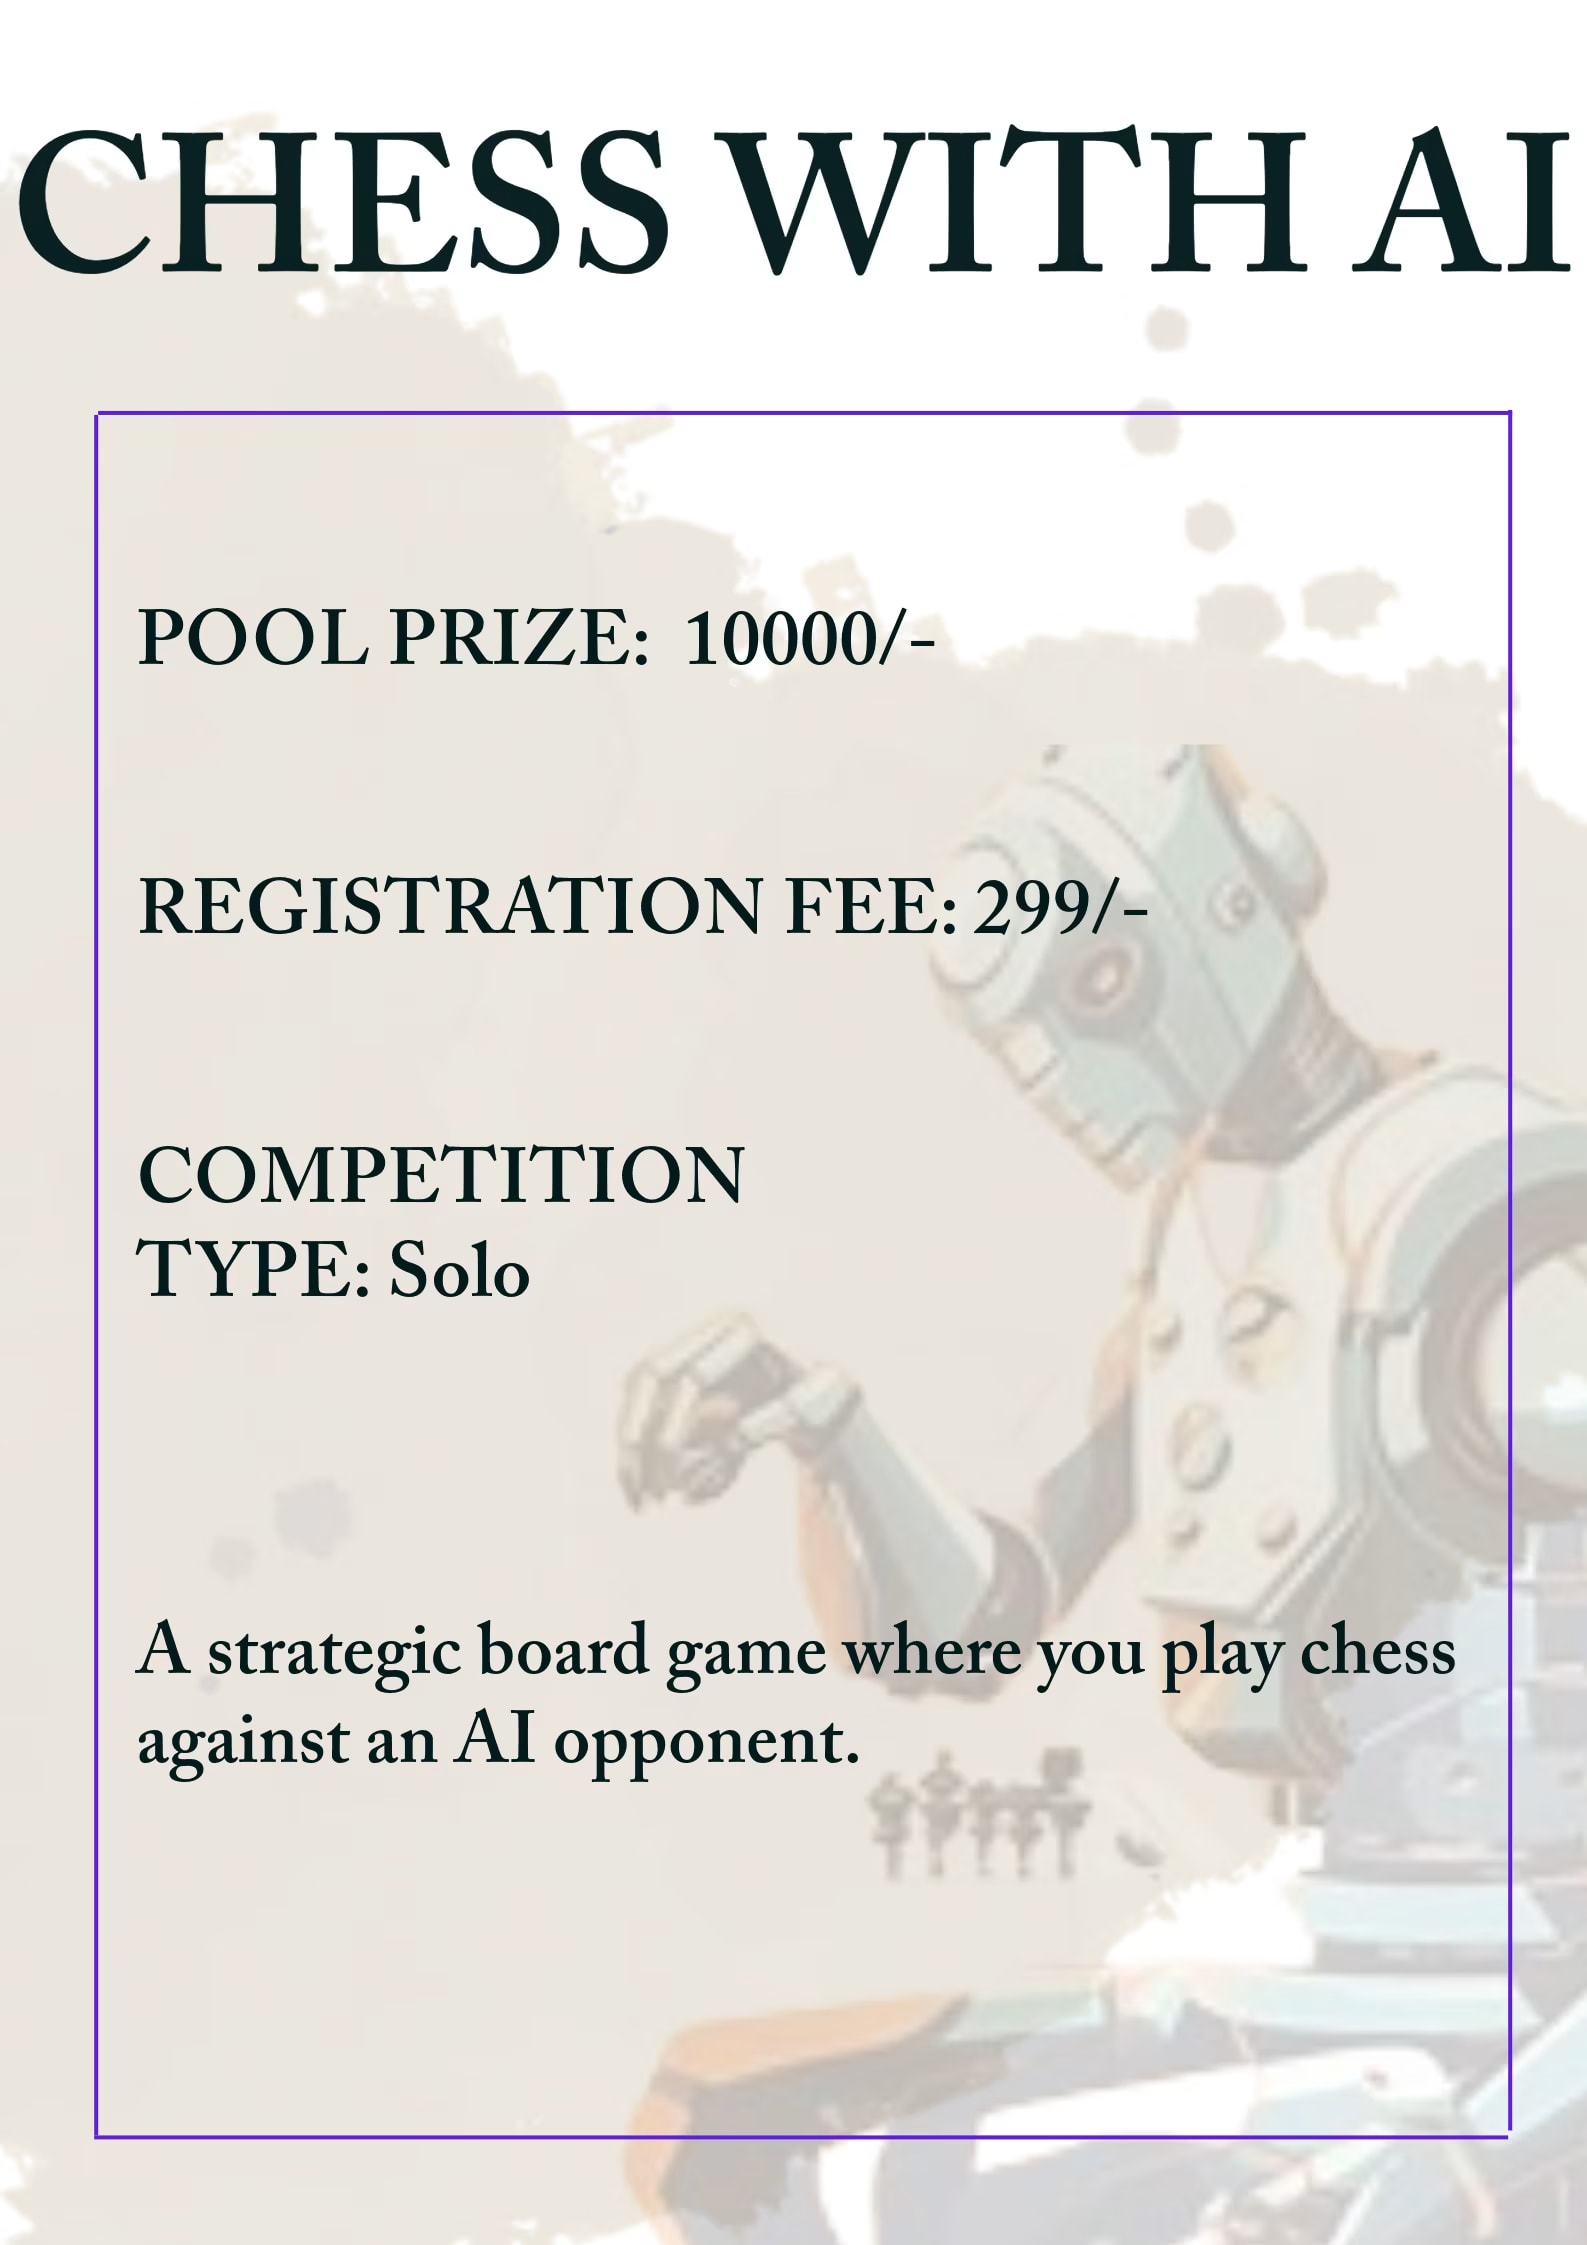 CHESS WITH AI
POOL PRIZE: 10000/-
REGISTRATION FEE: 299/-
COMPETITION
TYPE: Solo
A strategic board game where you play chess
against an AI opponent.